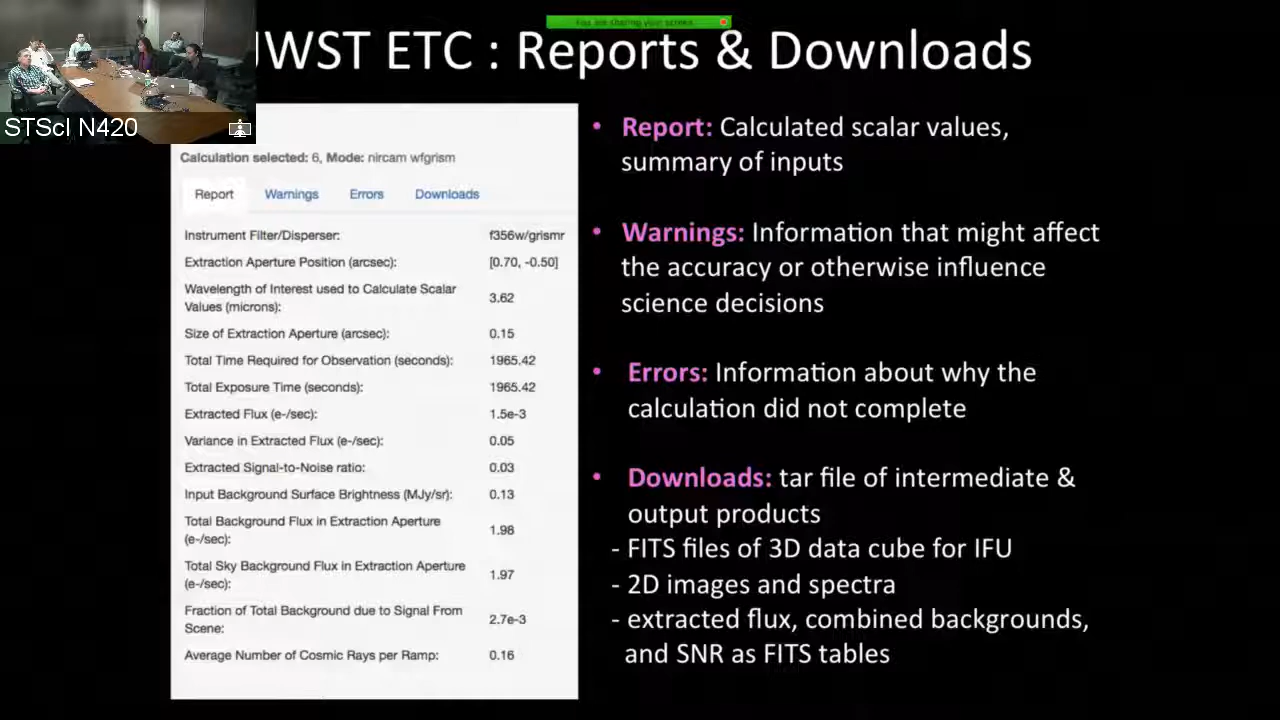 You are sharing your screen
JWST ETC : Reports & Downloads
STScI N420
Calculation selected: 6, Mode: nircam wfgrism
Report Warnings Errors Downloads
Instrument Filter/Disperser: f356w/grismr
Extraction Aperture Position (arcsec): [0.70, -0.50]
Wavelength of Interest used to Calculate Scalar
Values (microns): 3.62
Size of Extraction Aperture (arcsec): 0.15
Total Time Required for Observation (seconds): 1965.42
Total Exposure Time (seconds): 1965.42
Extracted Flux (e-/sec): 1.5e-3
Variance in Extracted Flux (e-/sec): 0.05
Extracted Signal-to-Noise ratio: 0.03
Input Background Surface Brightness (MJy/sr): 0.13
Total Background Flux in Extraction Aperture
(e-/sec): 1.98
Total Sky Background Flux in Extraction Aperture
(e-/sec): 1.97
Fraction of Total Background due to Signal From
Scene: 2.7e-3
Average Number of Cosmic Rays per Ramp: 0.16
• Report: Calculated scalar values,
summary of inputs
• Warnings: Information that might affect
the accuracy or otherwise influence
science decisions
• Errors: Information about why the
calculation did not complete
• Downloads: tar file of intermediate &
output products
- FITS files of 3D data cube for IFU
- 2D images and spectra
- extracted flux, combined backgrounds,
and SNR as FITS tables